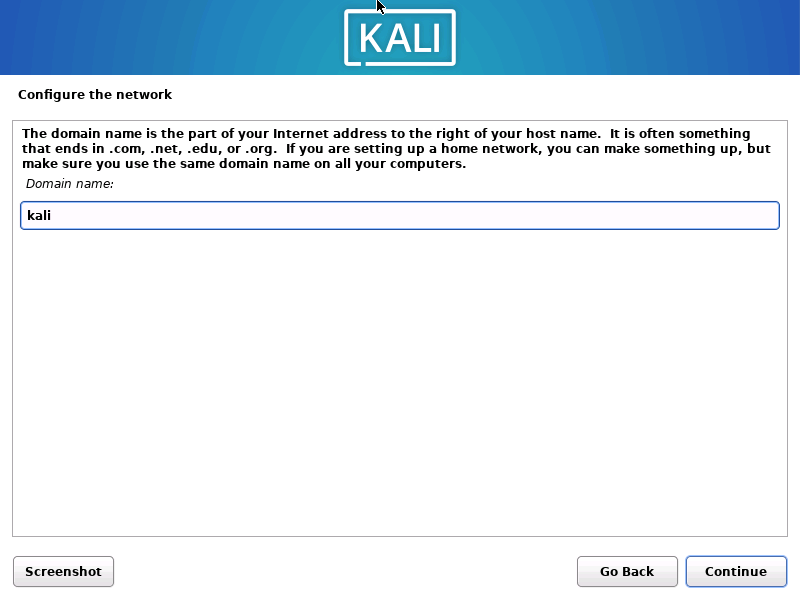 KALI
Configure the network
The domain name is the part of your Internet address to the right of your host name.  It is often something
that ends in .com, .net, .edu, or .org.  If you are setting up a home network, you can make something up, but
make sure you use the same domain name on all your computers.
Domain name:
kali
Screenshot
Go Back
Continue